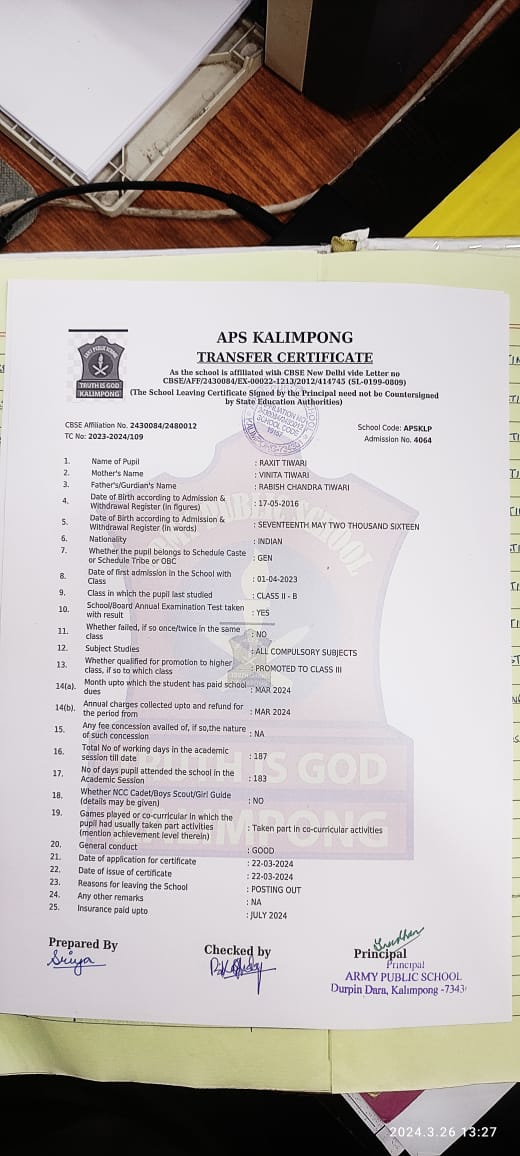 APS KALIMPONG
TRANSFER CERTIFICATE
As the school is affiliated with CBSE New Delhi vide Letter no
CBSE/AFF/2430084/EX-00022-1213/2012/414745 (SL-0199-0809)
(The School Leaving Certificate Signed by the Principal need not be Countersigned
by State Education Authorities)
ARMY PUBLIC SCHOOL
TRUTH IS GOD
KALIMPONG
CBSE Affiliation No. 2430084/2480012
School Code: APSKLP
TC No: 2023-2024/109
Admission No. 4064
AFFILIATION NO
SCHOOL CODE
1. Name of Pupil : RAXIT TIWARI
2. Mother's Name : VINITA TIWARI
3. Father's/Gurdian's Name : RABISH CHANDRA TIWARI
4. Date of Birth according to Admission &
Withdrawal Register (in figures) : 17-05-2016
5. Date of Birth according to Admission &
Withdrawal Register (in words) : SEVENTEENTH MAY TWO THOUSAND SIXTEEN
6. Nationality : INDIAN
7. Whether the pupil belongs to Schedule Caste
or Schedule Tribe or OBC : GEN
8. Date of first admission in the School with
Class : 01-04-2023
9. Class in which the pupil last studied : CLASS II - B
10. School/Board Annual Examination Test taken
with result : YES
11. Whether failed, if so once/twice in the same
class : NO
12. Subject Studies : ALL COMPULSORY SUBJECTS
13. Whether qualified for promotion to higher
class, if so to which class : PROMOTED TO CLASS III
14(a). Month upto which the student has paid school
dues : MAR 2024
14(b). Annual charges collected upto and refund for
the period from : MAR 2024
15. Any fee concession availed of, if so,the nature
of such concession : NA
16. Total No of working days in the academic
session till date : 187
17. No of days pupil attended the school in the
Academic Session : 183
18. Whether NCC Cadet/Boys Scout/Girl Guide
(details may be given) : NO
19. Games played or co-curricular in which the
pupil had usually taken part activities
(mention achievement level therein) : Taken part in co-curricular activities
20. General conduct : GOOD
21. Date of application for certificate : 22-03-2024
22. Date of issue of certificate : 22-03-2024
23. Reasons for leaving the School : POSTING OUT
24. Any other remarks : NA
25. Insurance paid upto : JULY 2024
TRUTH IS GOD
KALIMPONG
Prepared By
Checked by
Principal
Principal
ARMY PUBLIC SCHOOL
Durpin Dara, Kalimpong -7343
2024.3.26 13:27